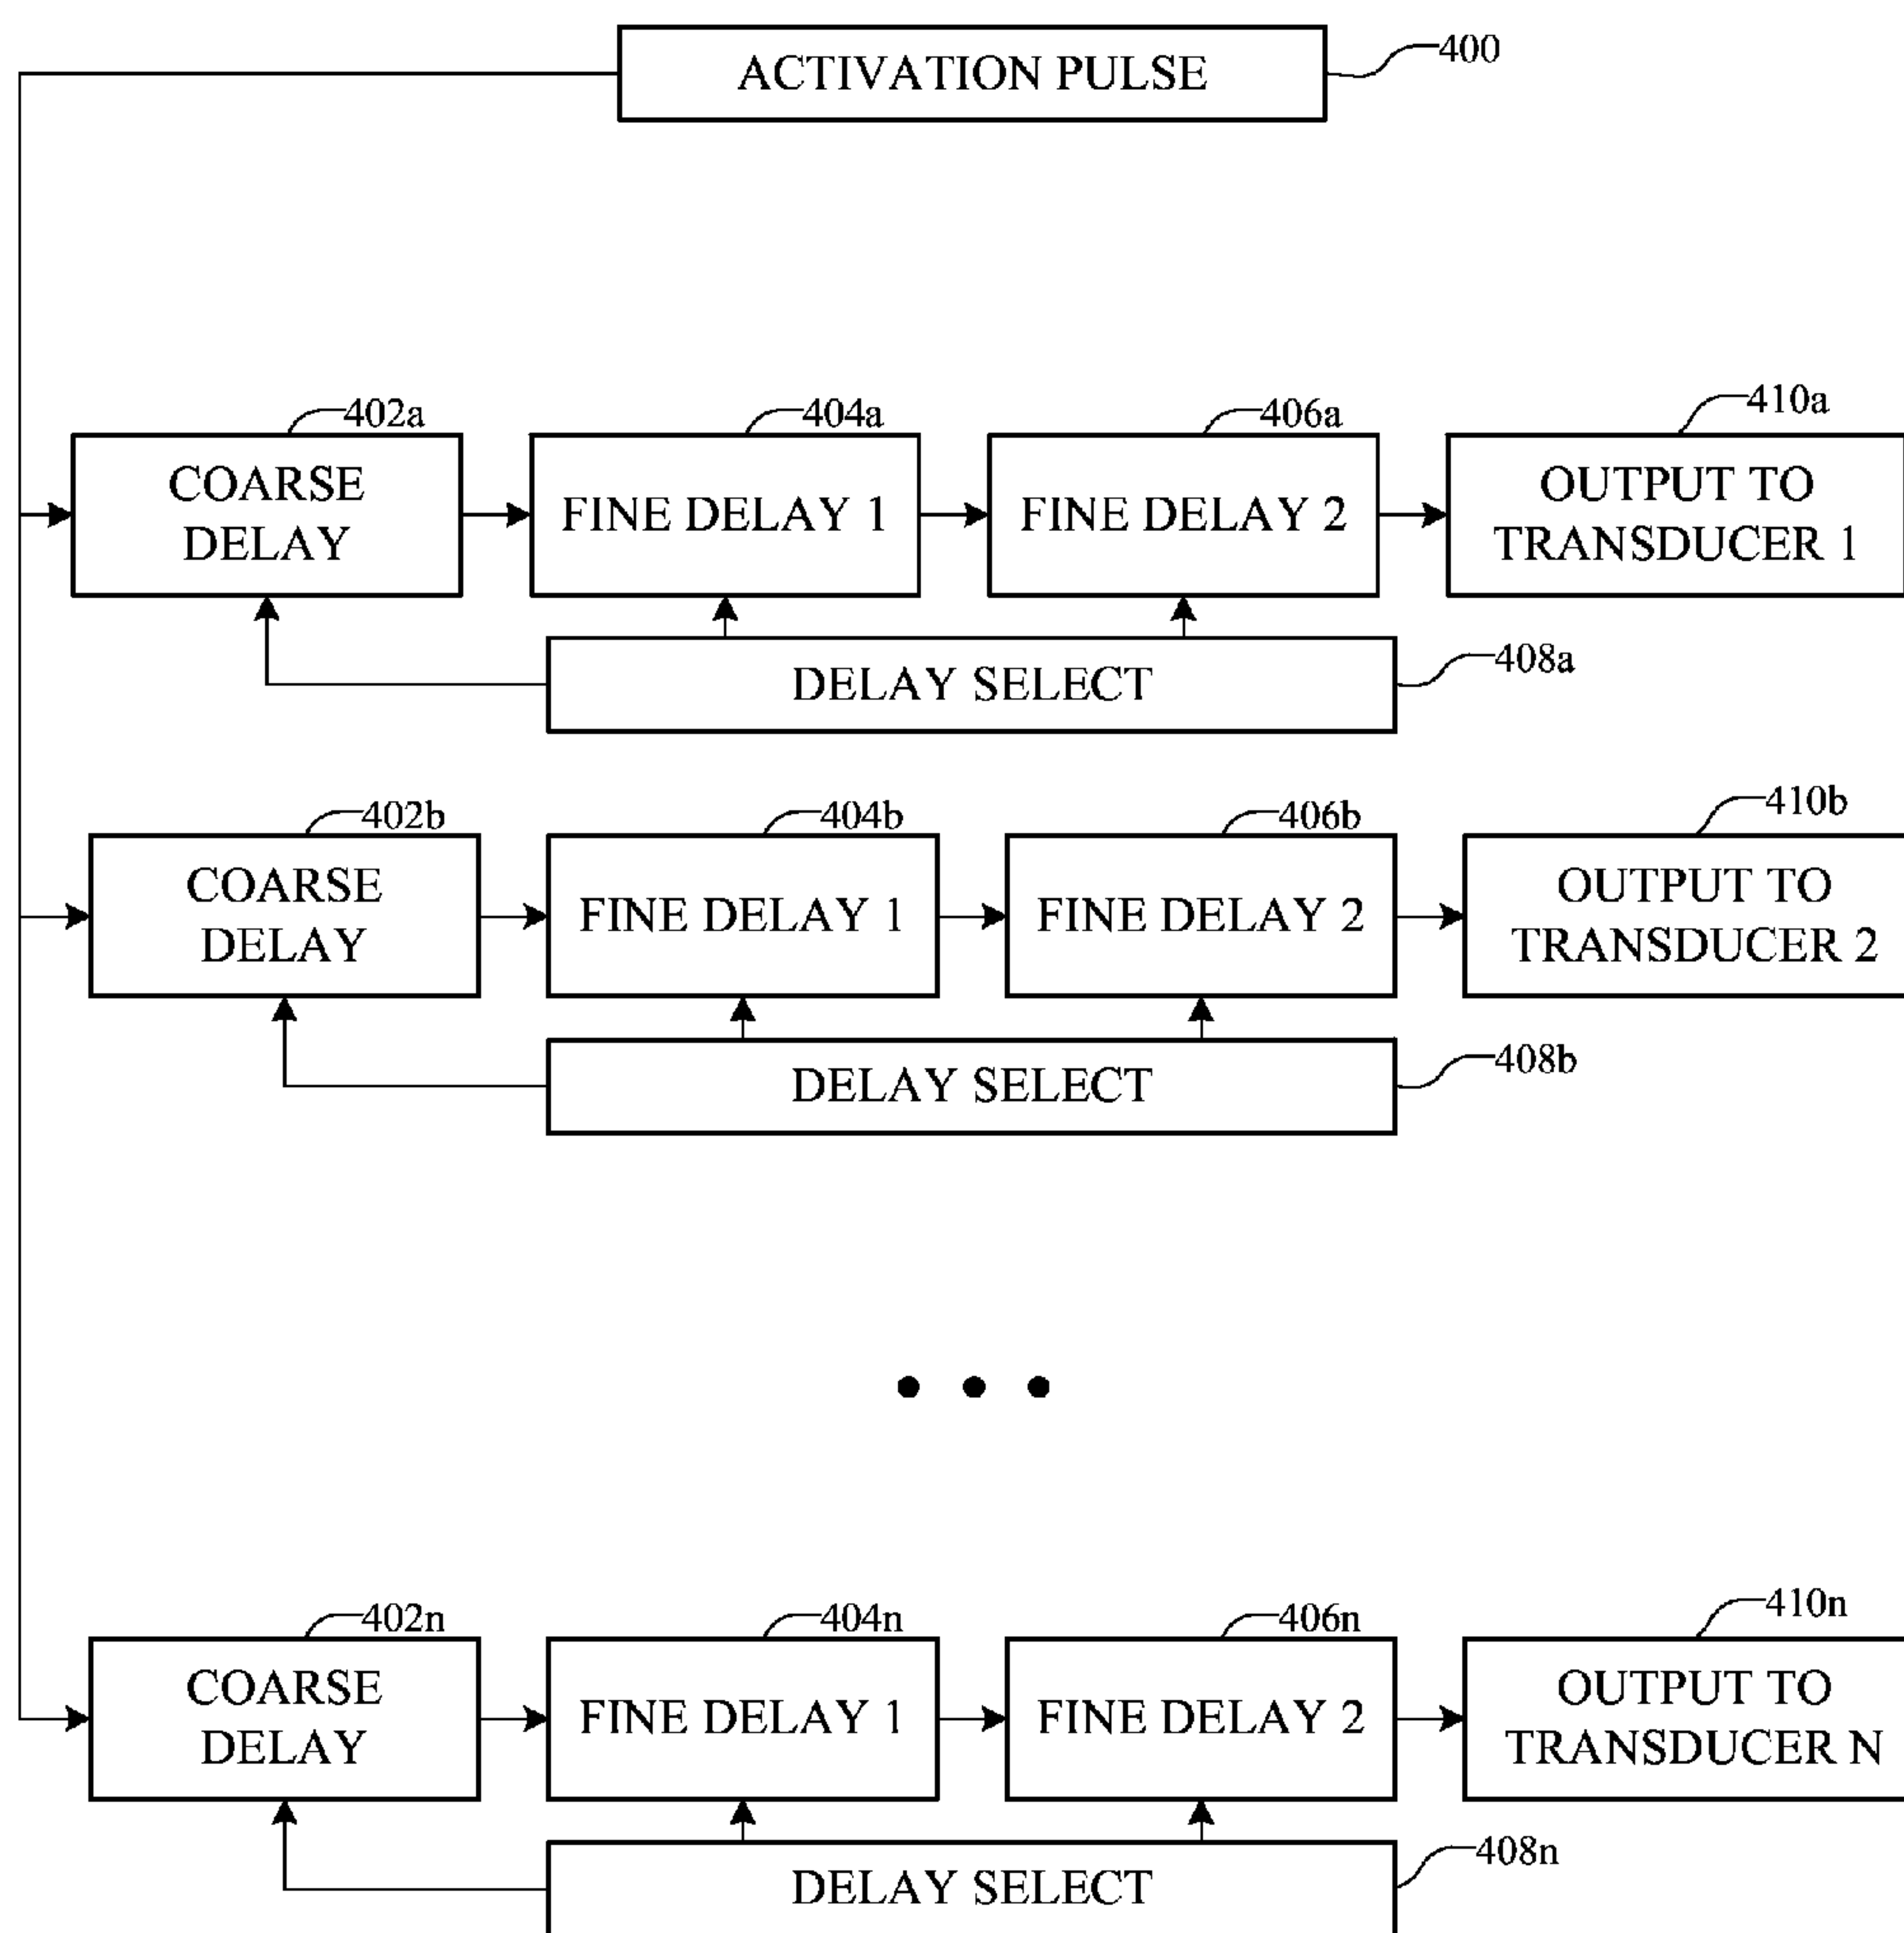 ACTIVATION PULSE
400
402a
404a
406a
410a
COARSE
DELAY
FINE DELAY 1
FINE DELAY 2
OUTPUT TO
TRANSDUCER 1
DELAY SELECT
408a
402b
404b
406b
410b
COARSE
DELAY
FINE DELAY 1
FINE DELAY 2
OUTPUT TO
TRANSDUCER 2
DELAY SELECT
408b
402n
404n
406n
410n
COARSE
DELAY
FINE DELAY 1
FINE DELAY 2
OUTPUT TO
TRANSDUCER N
DELAY SELECT
408n